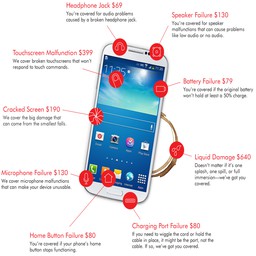 Headphone Jack $69
You're covered for audio problems
caused by a broken headphone jack.
Speaker Failure $130
You're covered for speaker
malfunctions that can cause problems
like low audio or no audio.
Touchscreen Malfunction $399
We cover broken touchscreens that won't
respond to touch commands.
Battery Failure $79
You're covered if the original battery
won't hold at least a 50% charge.
Cracked Screen $190
We cover the big damage that
can come from the smallest falls.
Liquid Damage $640
Doesn't matter if it's one
splash, one spill, or full
immersion—we've got you
covered.
Microphone Failure $130
We cover microphone malfunctions
that can make your device unusable.
Home Button Failure $80
You're covered if your phone's home
button stops functioning.
Charging Port Failure $80
If you need to wiggle the cord or hold the
cable in place, it might be the port, not the
cable. If so, we've got you covered.